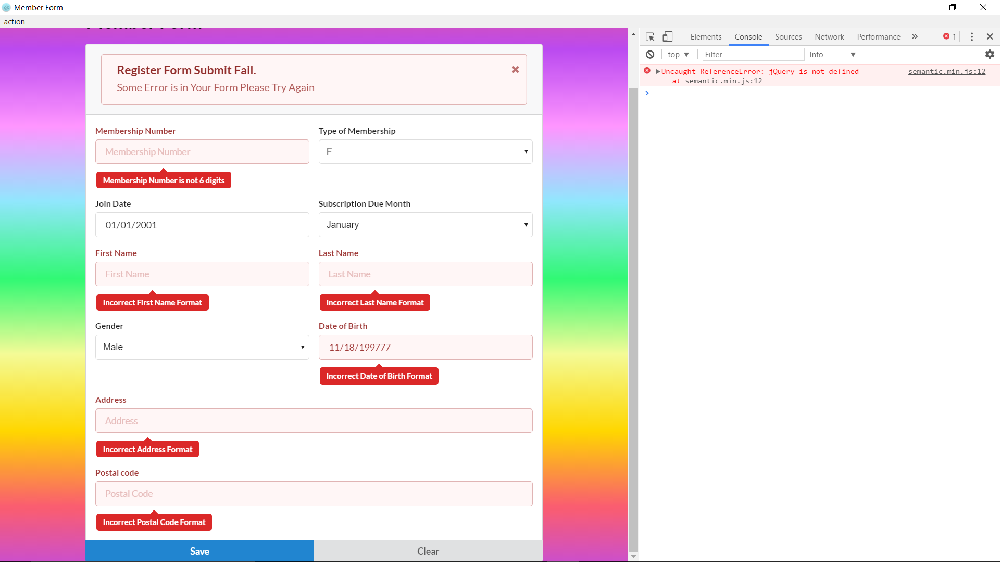 Member Form
action
Member Form
Register Form Submit Fail.
Some Error is in Your Form Please Try Again
Membership Number
Type of Membership
Membership Number
F
Membership Number is not 6 digits
Join Date
Subscription Due Month
01/01/2001
January
First Name
Last Name
First Name
Last Name
Incorrect First Name Format
Incorrect Last Name Format
Gender
Date of Birth
Male
11/18/199777
Incorrect Date of Birth Format
Address
Address
Incorrect Address Format
Postal code
Postal Code
Incorrect Postal Code Format
Save
Clear
Elements Console Sources Network Performance » 1
top Filter Info
Uncaught ReferenceError: jQuery is not defined semantic.min.js:12
at semantic.min.js:12